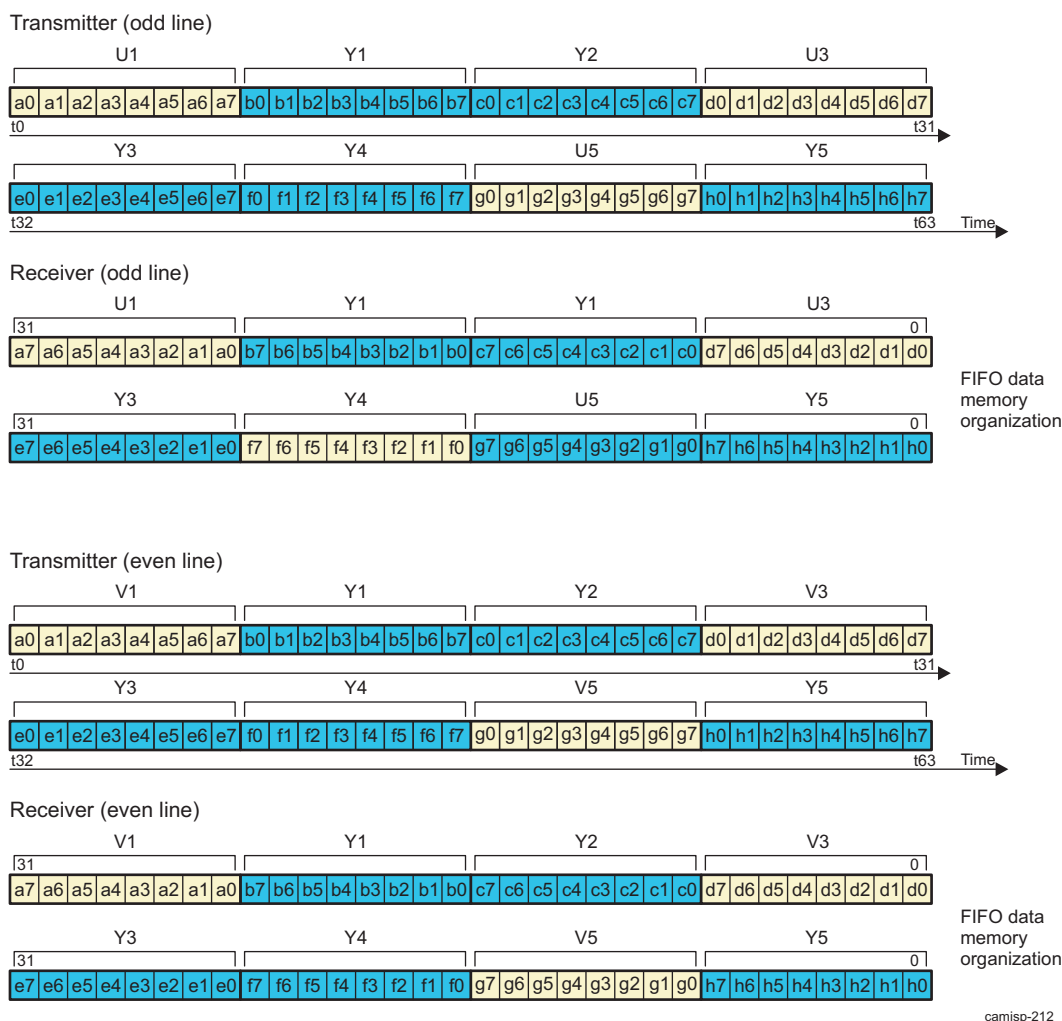 Transmitter (odd line)
U1 Y1 Y2 U3
a0 a1 a2 a3 a4 a5 a6 a7 b0 b1 b2 b3 b4 b5 b6 b7 c0 c1 c2 c3 c4 c5 c6 c7 d0 d1 d2 d3 d4 d5 d6 d7
t0 t31
Y3 Y4 U5 Y5
e0 e1 e2 e3 e4 e5 e6 e7 f0 f1 f2 f3 f4 f5 f6 f7 g0 g1 g2 g3 g4 g5 g6 g7 h0 h1 h2 h3 h4 h5 h6 h7
t32 t63 Time
Receiver (odd line)
U1 Y1 Y1 U3
31 0
a7 a6 a5 a4 a3 a2 a1 a0 b7 b6 b5 b4 b3 b2 b1 b0 c7 c6 c5 c4 c3 c2 c1 c0 d7 d6 d5 d4 d3 d2 d1 d0
Y3 Y4 U5 Y5
31 0
e7 e6 e5 e4 e3 e2 e1 e0 f7 f6 f5 f4 f3 f2 f1 f0 g7 g6 g5 g4 g3 g2 g1 g0 h7 h6 h5 h4 h3 h2 h1 h0
FIFO data
memory
organization
Transmitter (even line)
V1 Y1 Y2 V3
a0 a1 a2 a3 a4 a5 a6 a7 b0 b1 b2 b3 b4 b5 b6 b7 c0 c1 c2 c3 c4 c5 c6 c7 d0 d1 d2 d3 d4 d5 d6 d7
t0 t31
Y3 Y4 V5 Y5
e0 e1 e2 e3 e4 e5 e6 e7 f0 f1 f2 f3 f4 f5 f6 f7 g0 g1 g2 g3 g4 g5 g6 g7 h0 h1 h2 h3 h4 h5 h6 h7
t32 t63 Time
Receiver (even line)
V1 Y1 Y2 V3
31 0
a7 a6 a5 a4 a3 a2 a1 a0 b7 b6 b5 b4 b3 b2 b1 b0 c7 c6 c5 c4 c3 c2 c1 c0 d7 d6 d5 d4 d3 d2 d1 d0
Y3 Y4 V5 Y5
31 0
e7 e6 e5 e4 e3 e2 e1 e0 f7 f6 f5 f4 f3 f2 f1 f0 g7 g6 g5 g4 g3 g2 g1 g0 h7 h6 h5 h4 h3 h2 h1 h0
FIFO data
memory
organization
camisp-212